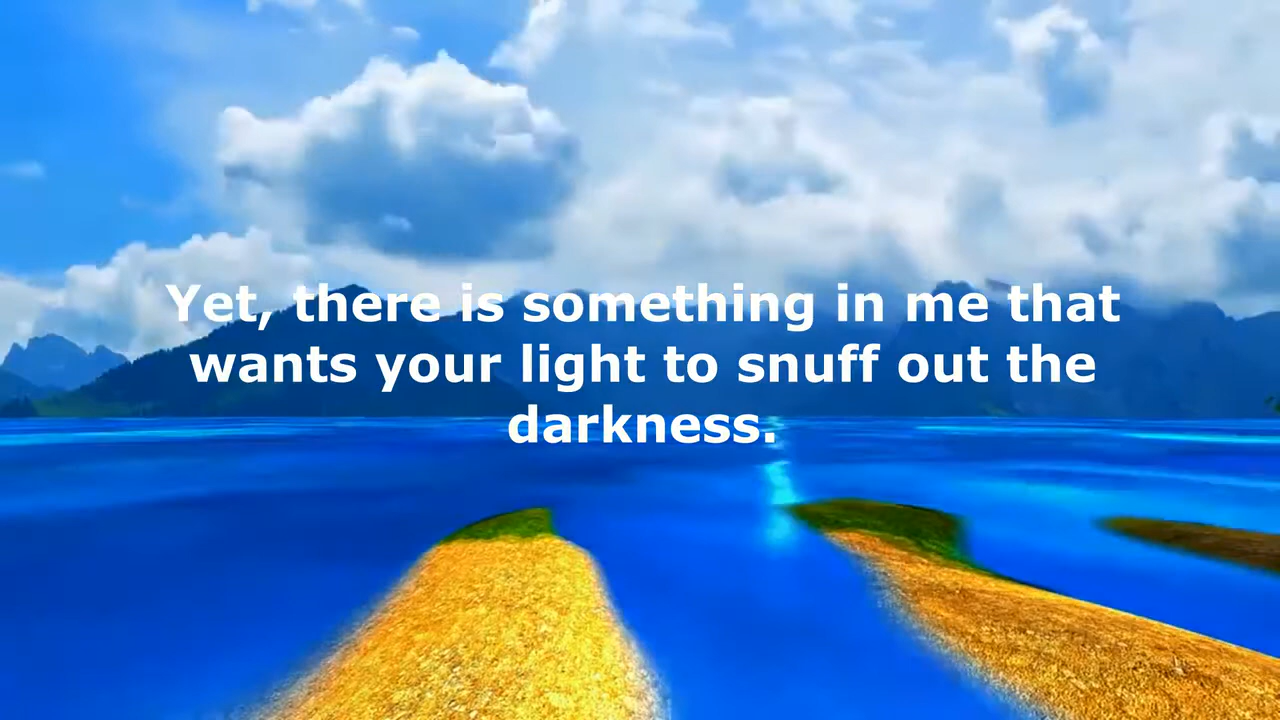 Yet, there is something in me that
wants your light to snuff out the
darkness.